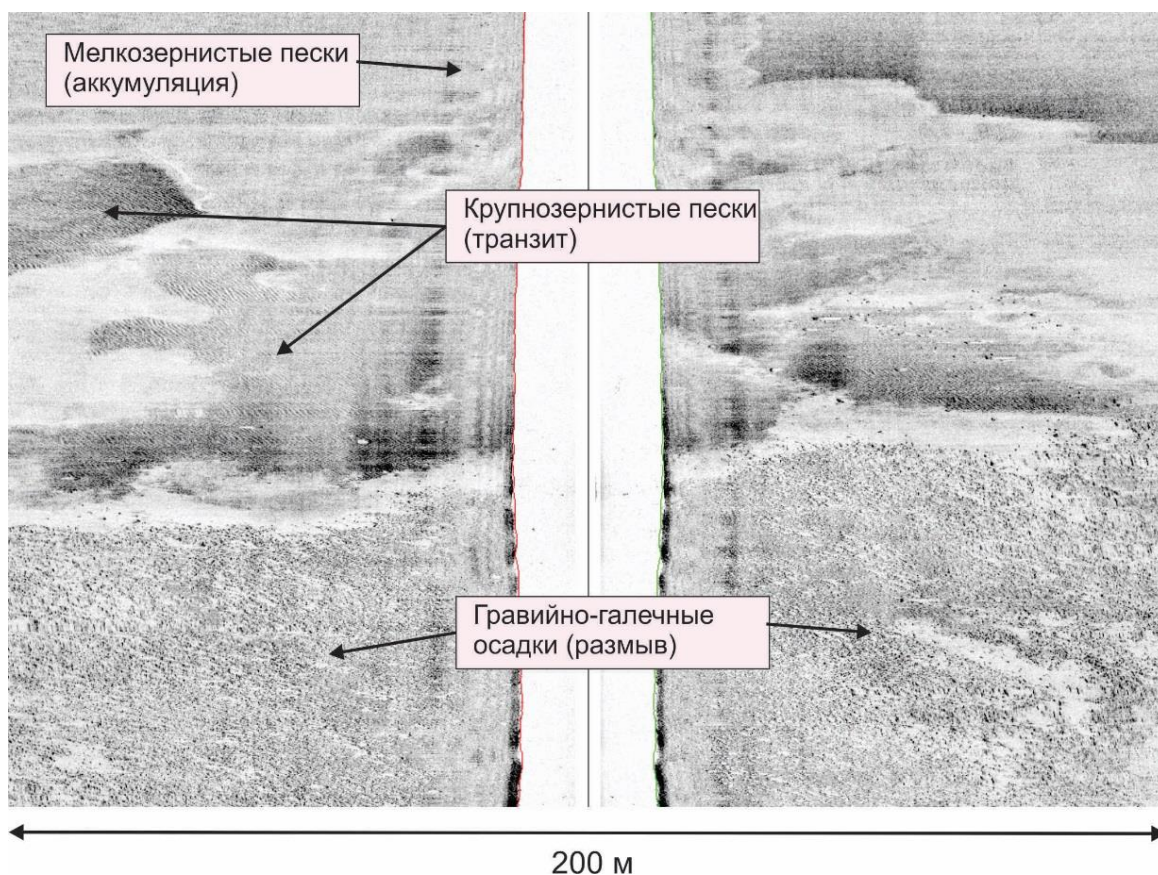 Мелкозернистые пески
(аккумуляция)
Крупнозернистые пески
(транзит)
Гравийно-галечные
осадки (размыв)
200 м